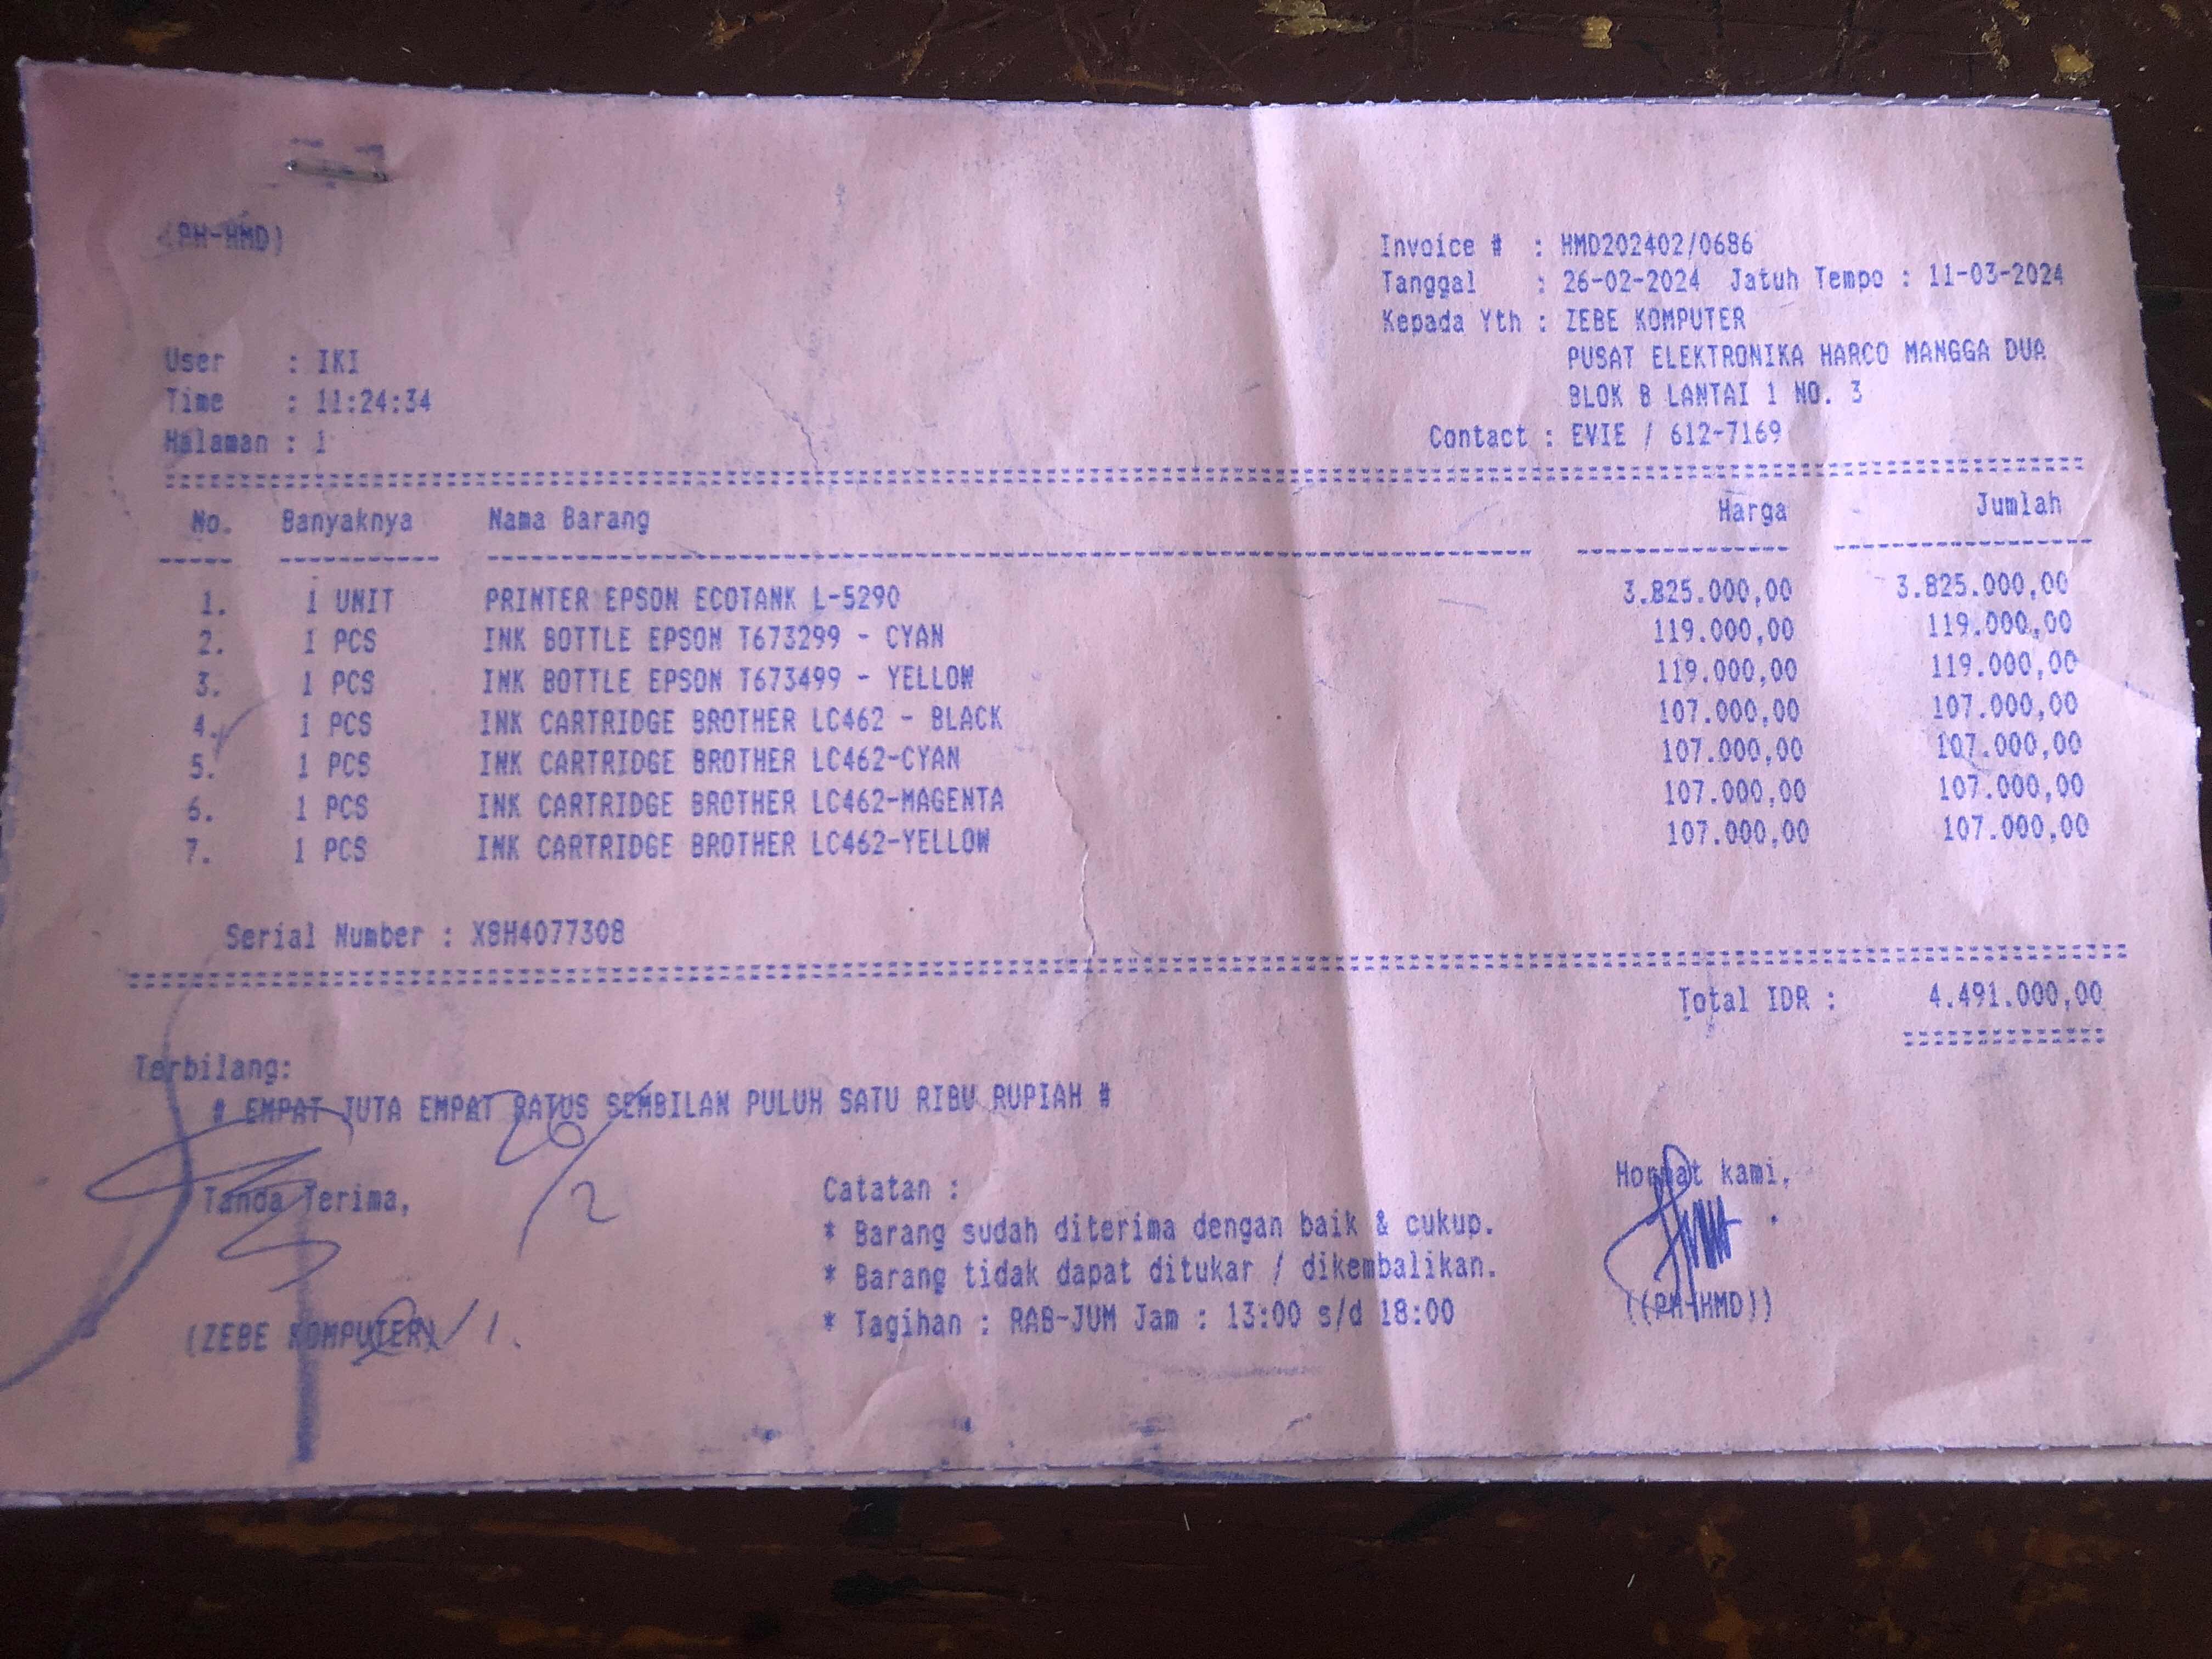 (PH-HMD)
Invoice # : HMD202402/0686
Tanggal : 26-02-2024 Jatuh Tempo : 11-03-2024
Kepada Yth : ZEBE KOMPUTER
PUSAT ELEKTRONIKA HARCO MANGGA DUA
BLOK B LANTAI 1 NO. 3
Contact : EVIE / 612-7169
User : IKI
Time : 11:24:34
Halaman : 1
No. Banyaknya Nama Barang Harga Jumlah
1. 1 UNIT PRINTER EPSON ECOTANK L-5290 3.825.000,00 3.825.000,00
2. 1 PCS INK BOTTLE EPSON T673299 - CYAN 119.000,00 119.000,00
3. 1 PCS INK BOTTLE EPSON T673499 - YELLOW 119.000,00 119.000,00
4. 1 PCS INK CARTRIDGE BROTHER LC462 - BLACK 107.000,00 107.000,00
5. 1 PCS INK CARTRIDGE BROTHER LC462-CYAN 107.000,00 107.000,00
6. 1 PCS INK CARTRIDGE BROTHER LC462-MAGENTA 107.000,00 107.000,00
7. 1 PCS INK CARTRIDGE BROTHER LC462-YELLOW 107.000,00 107.000,00
Serial Number : X8H4077308
Total IDR : 4.491.000,00
Terbilang:
# EMPAT JUTA EMPAT RATUS SEMBILAN PULUH SATU RIBU RUPIAH #
26/2
Tanda Terima,
(ZEBE KOMPUTER)
Catatan :
* Barang sudah diterima dengan baik & cukup.
* Barang tidak dapat ditukar / dikembalikan.
* Tagihan : RAB-JUM Jam : 13:00 s/d 18:00
Hormat kami,
((PH-HMD))